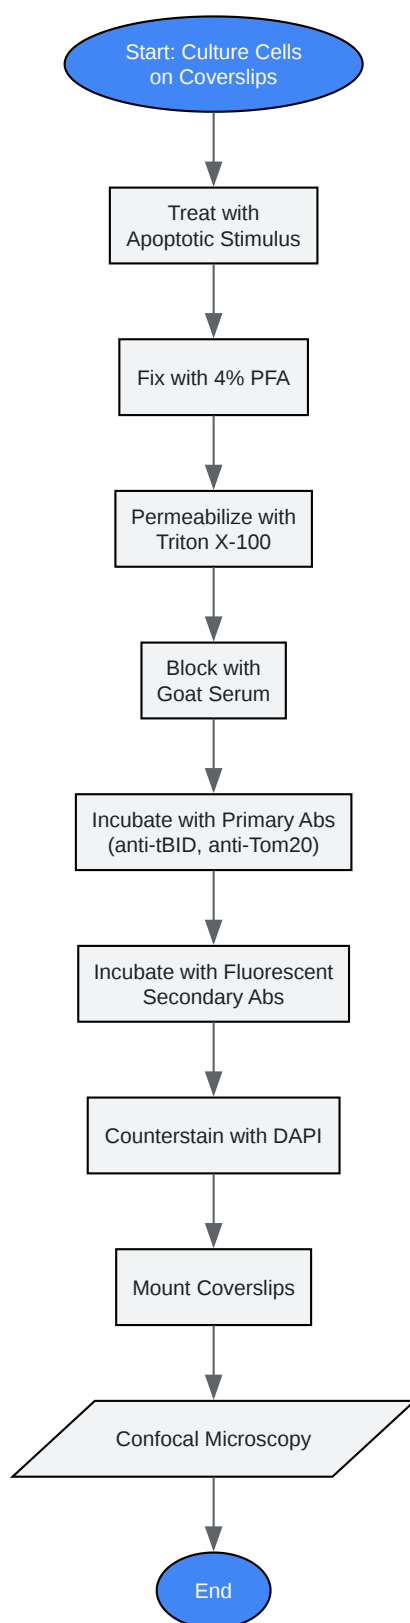 Start: Culture Cells
on Coverslips
Treat with
Apoptotic Stimulus
Fix with 4% PFA
Permeabilize with
Triton X-100
Block with
Goat Serum
Incubate with Primary Abs
(anti-tBID, anti-Tom20)
Incubate with Fluorescent
Secondary Abs
Counterstain with DAPI
Mount Coverslips
Confocal Microscopy
End